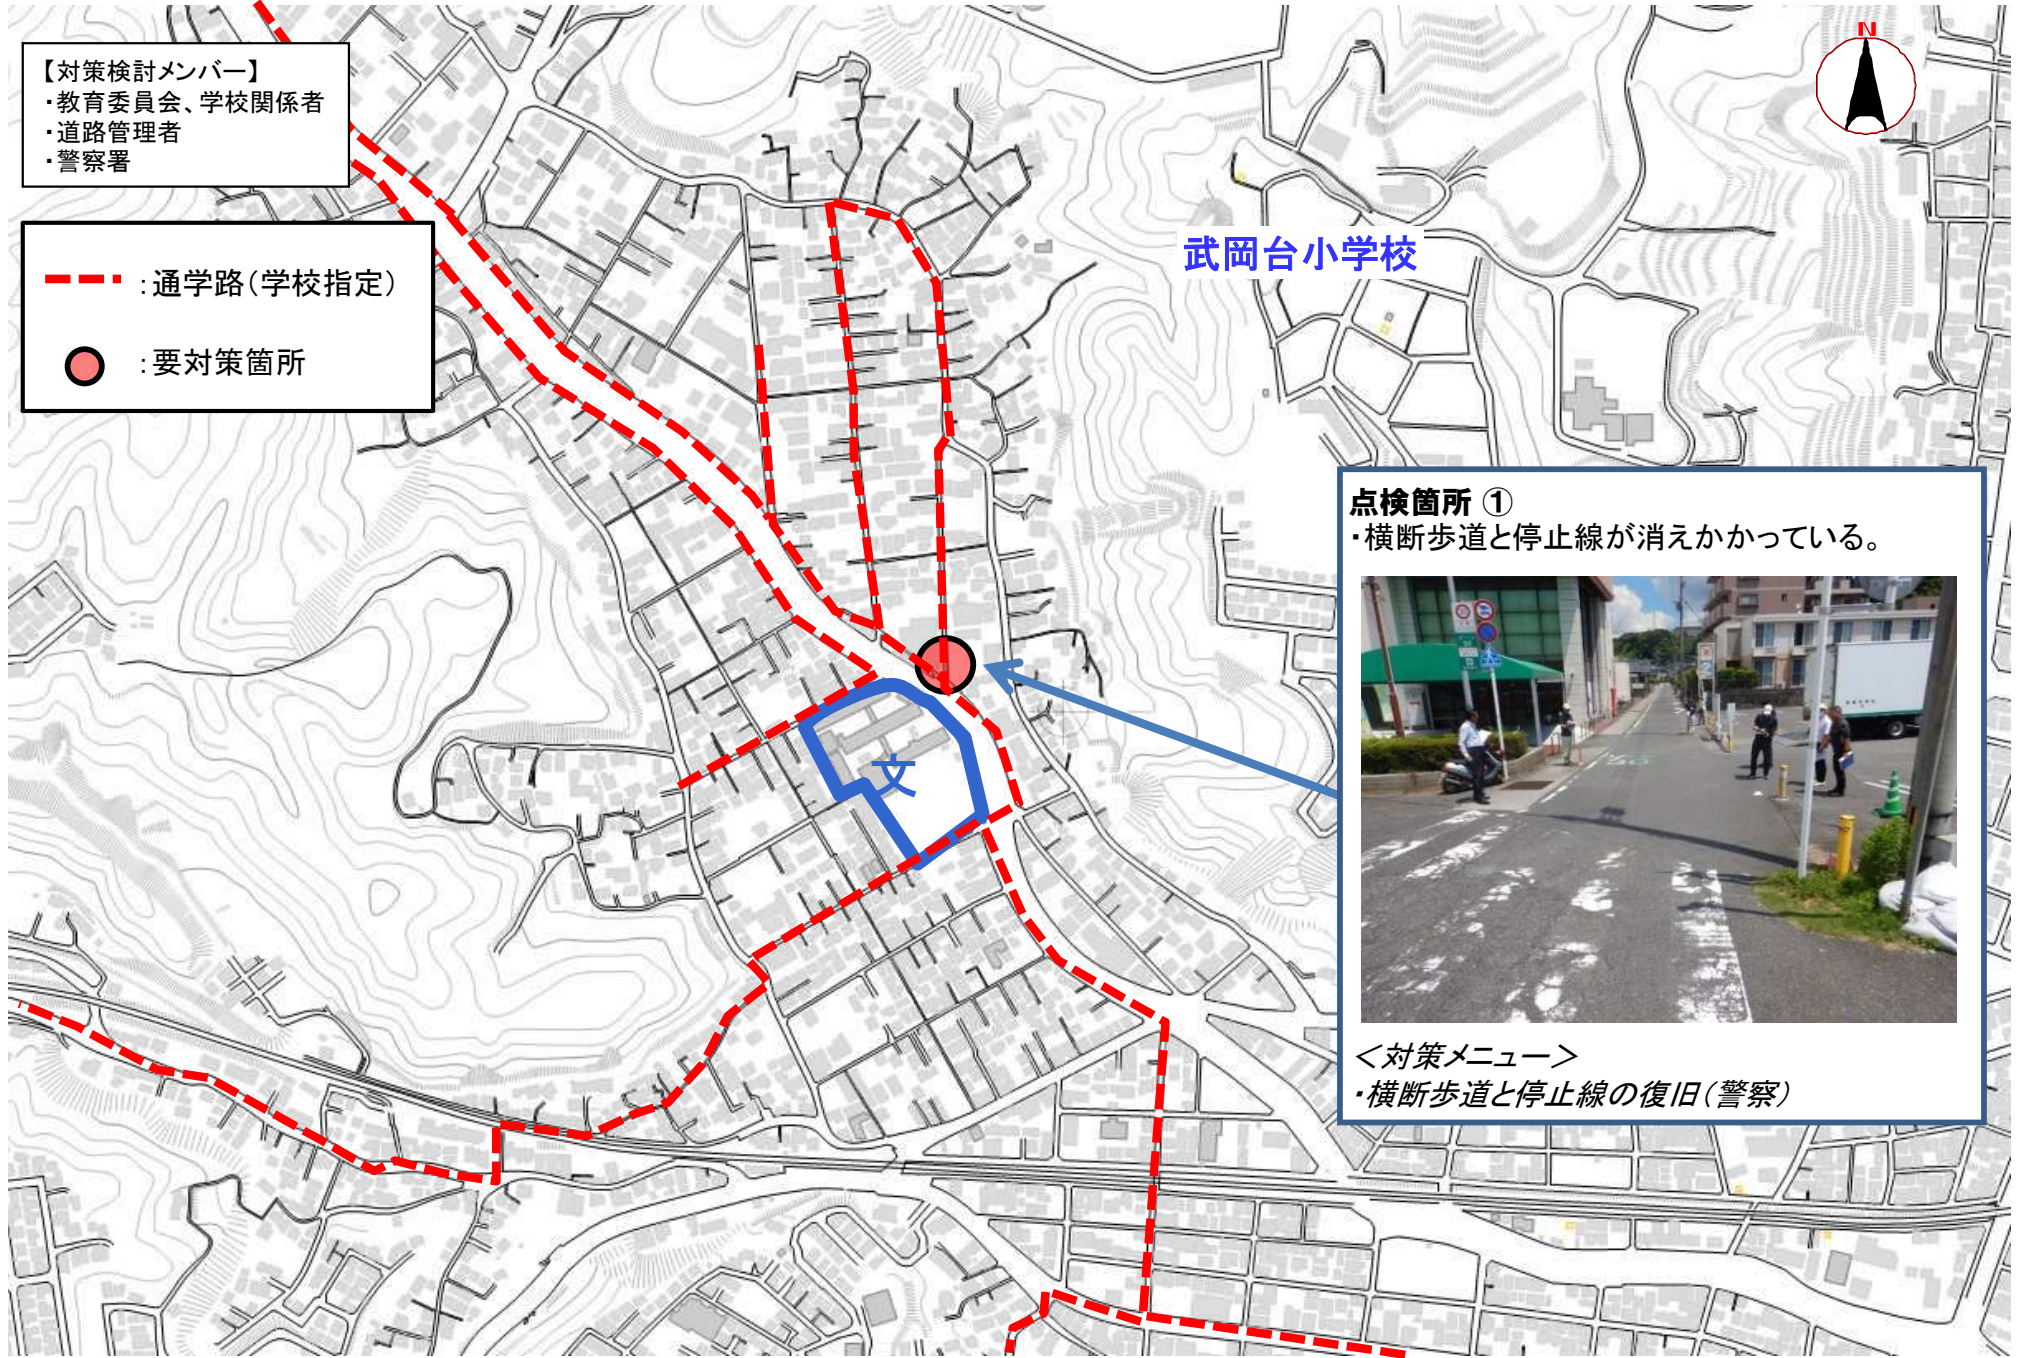 【対策検討メンバー】
・教育委員会、学校関係者
・道路管理者
・警察署
：通学路（学校指定）
：要対策箇所
N
武岡台小学校
文
点検箇所 ①
・横断歩道と停止線が消えかかっている。
＜対策メニュー＞
・横断歩道と停止線の復旧（警察）